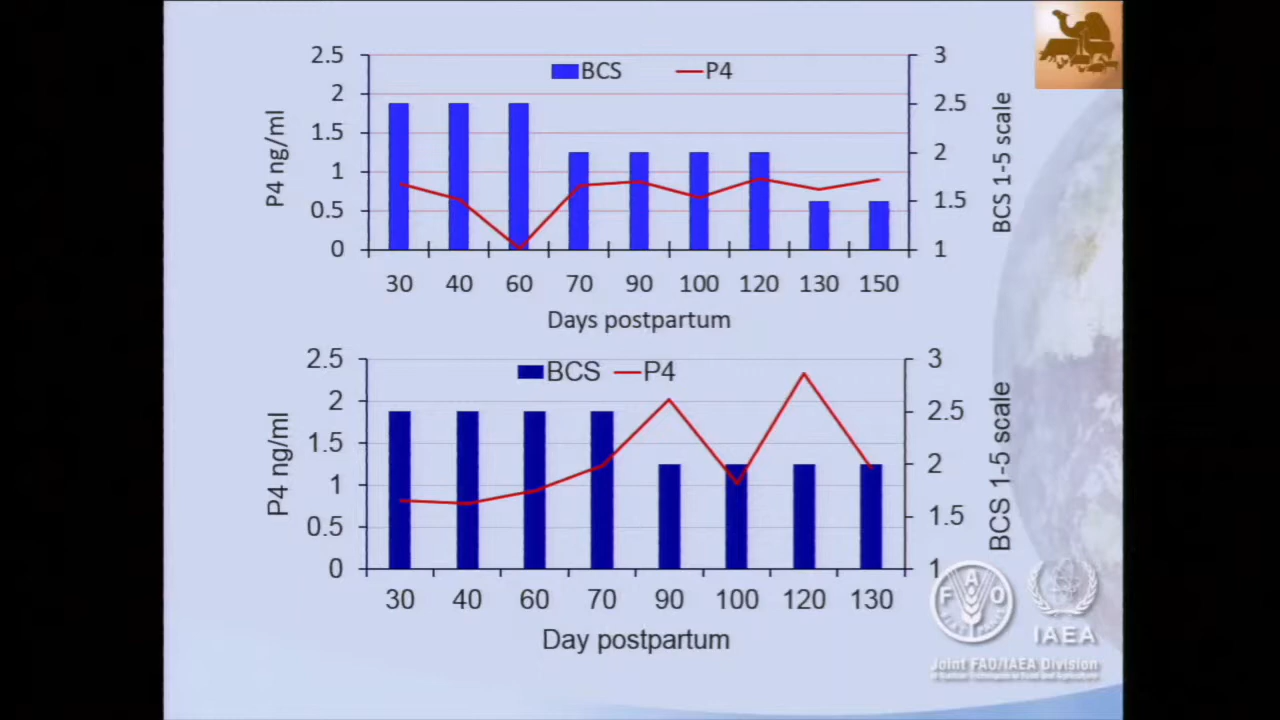 2.5
2
1.5
1
0.5
0
P4 ng/ml
BCS
P4
3
2.5
2
1.5
1
BCS 1-5 scale
30 40 60 70 90 100 120 130 150
Days postpartum
2.5
2
1.5
1
0.5
0
P4 ng/ml
BCS
P4
3
2.5
2
1.5
1
BCS 1-5 scale
30 40 60 70 90 100 120 130
Day postpartum
F A O
IAEA
Joint FAO/IAEA Division